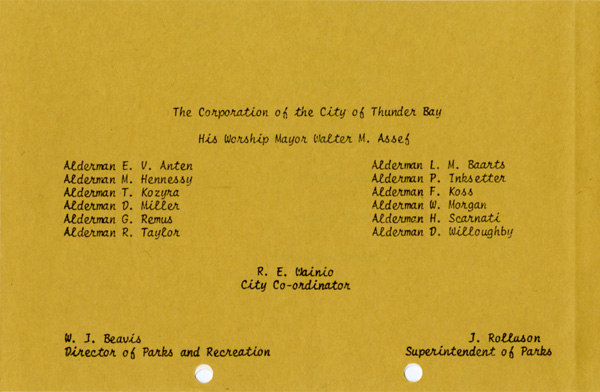 The Corporation of the City of Thunder Bay
His Worship Mayor Walter M. Assef
Alderman E. V. Anten
Alderman M. Hennessy
Alderman T. Kozyra
Alderman D. Miller
Alderman G. Remus
Alderman R. Taylor
Alderman L. M. Baarts
Alderman P. Inksetter
Alderman F. Koss
Alderman W. Morgan
Alderman H. Scarnati
Alderman D. Willoughby
R. E. Wainio
City Co-ordinator
W. J. Beavis
Director of Parks and Recreation
J. Rollason
Superintendent of Parks